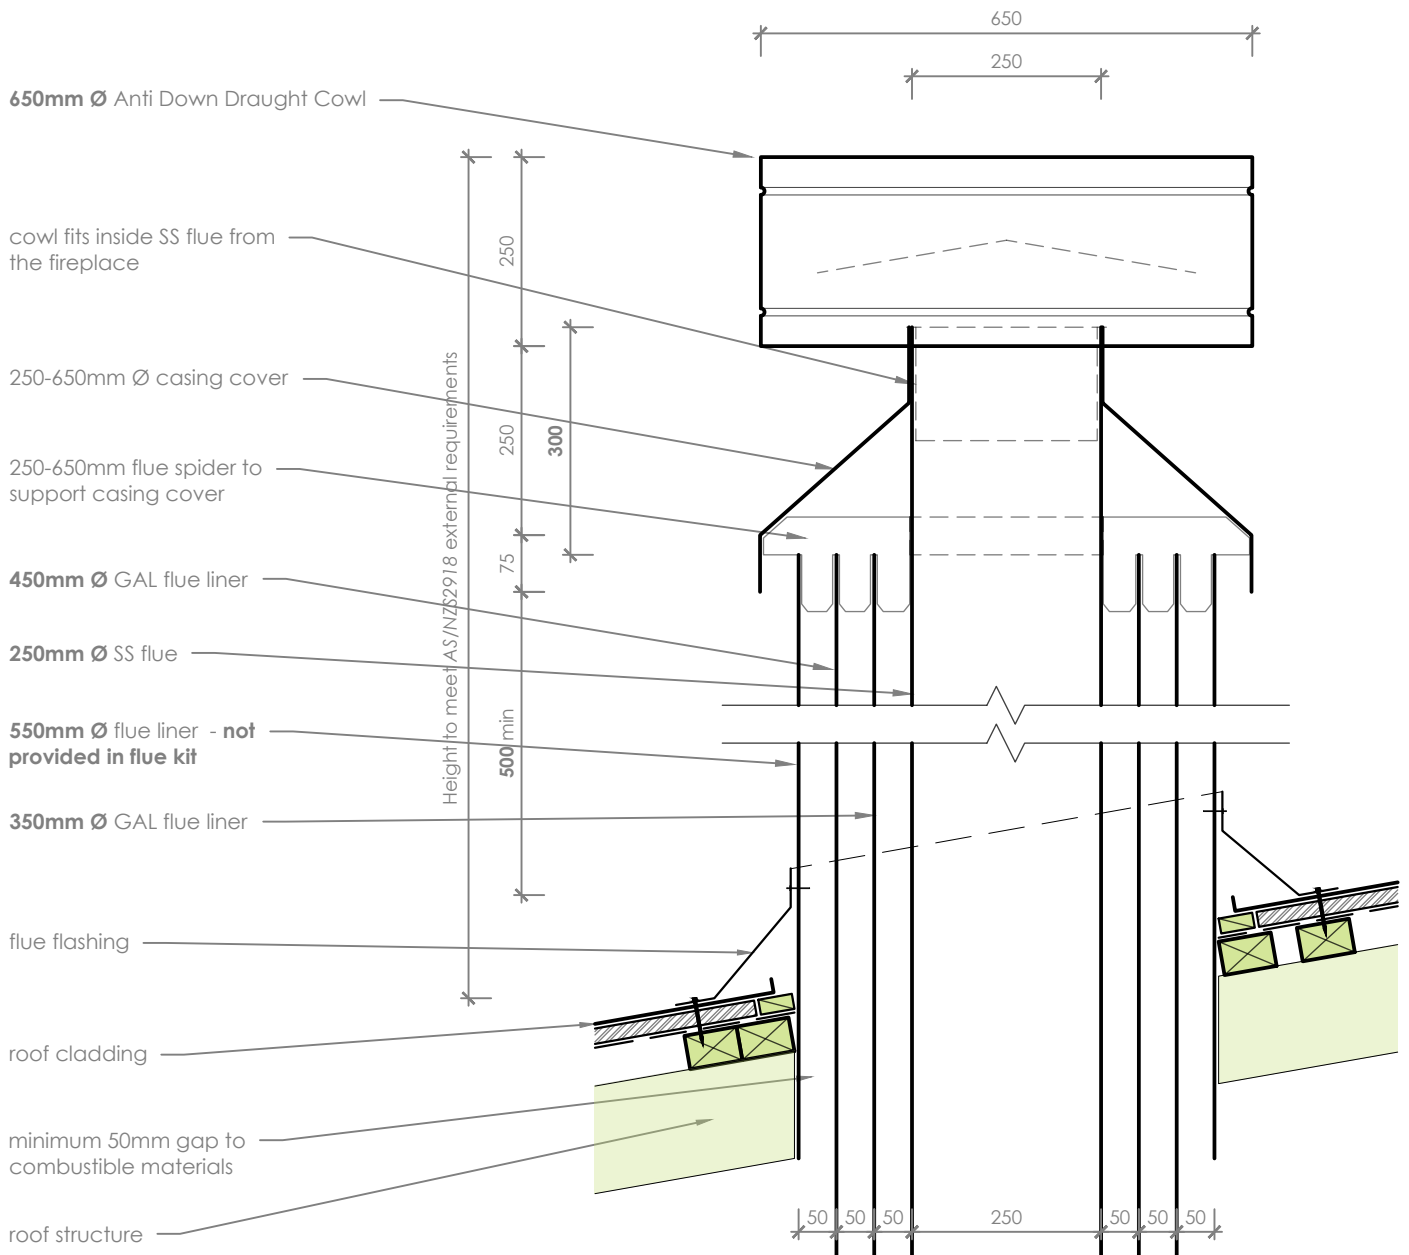 650
250
650mm Ø Anti Down Draught Cowl
cowl fits inside SS flue from
the fireplace
250
250-650mm Ø casing cover
250
300
250-650mm flue spider to
support casing cover
75
Height to meet AS/NZS2918 external requirements
450mm Ø GAL flue liner
250mm Ø SS flue
550mm Ø flue liner - not
provided in flue kit
500 min
350mm Ø GAL flue liner
flue flashing
roof cladding
minimum 50mm gap to
combustible materials
roof structure
50 50 50 250 50 50 50